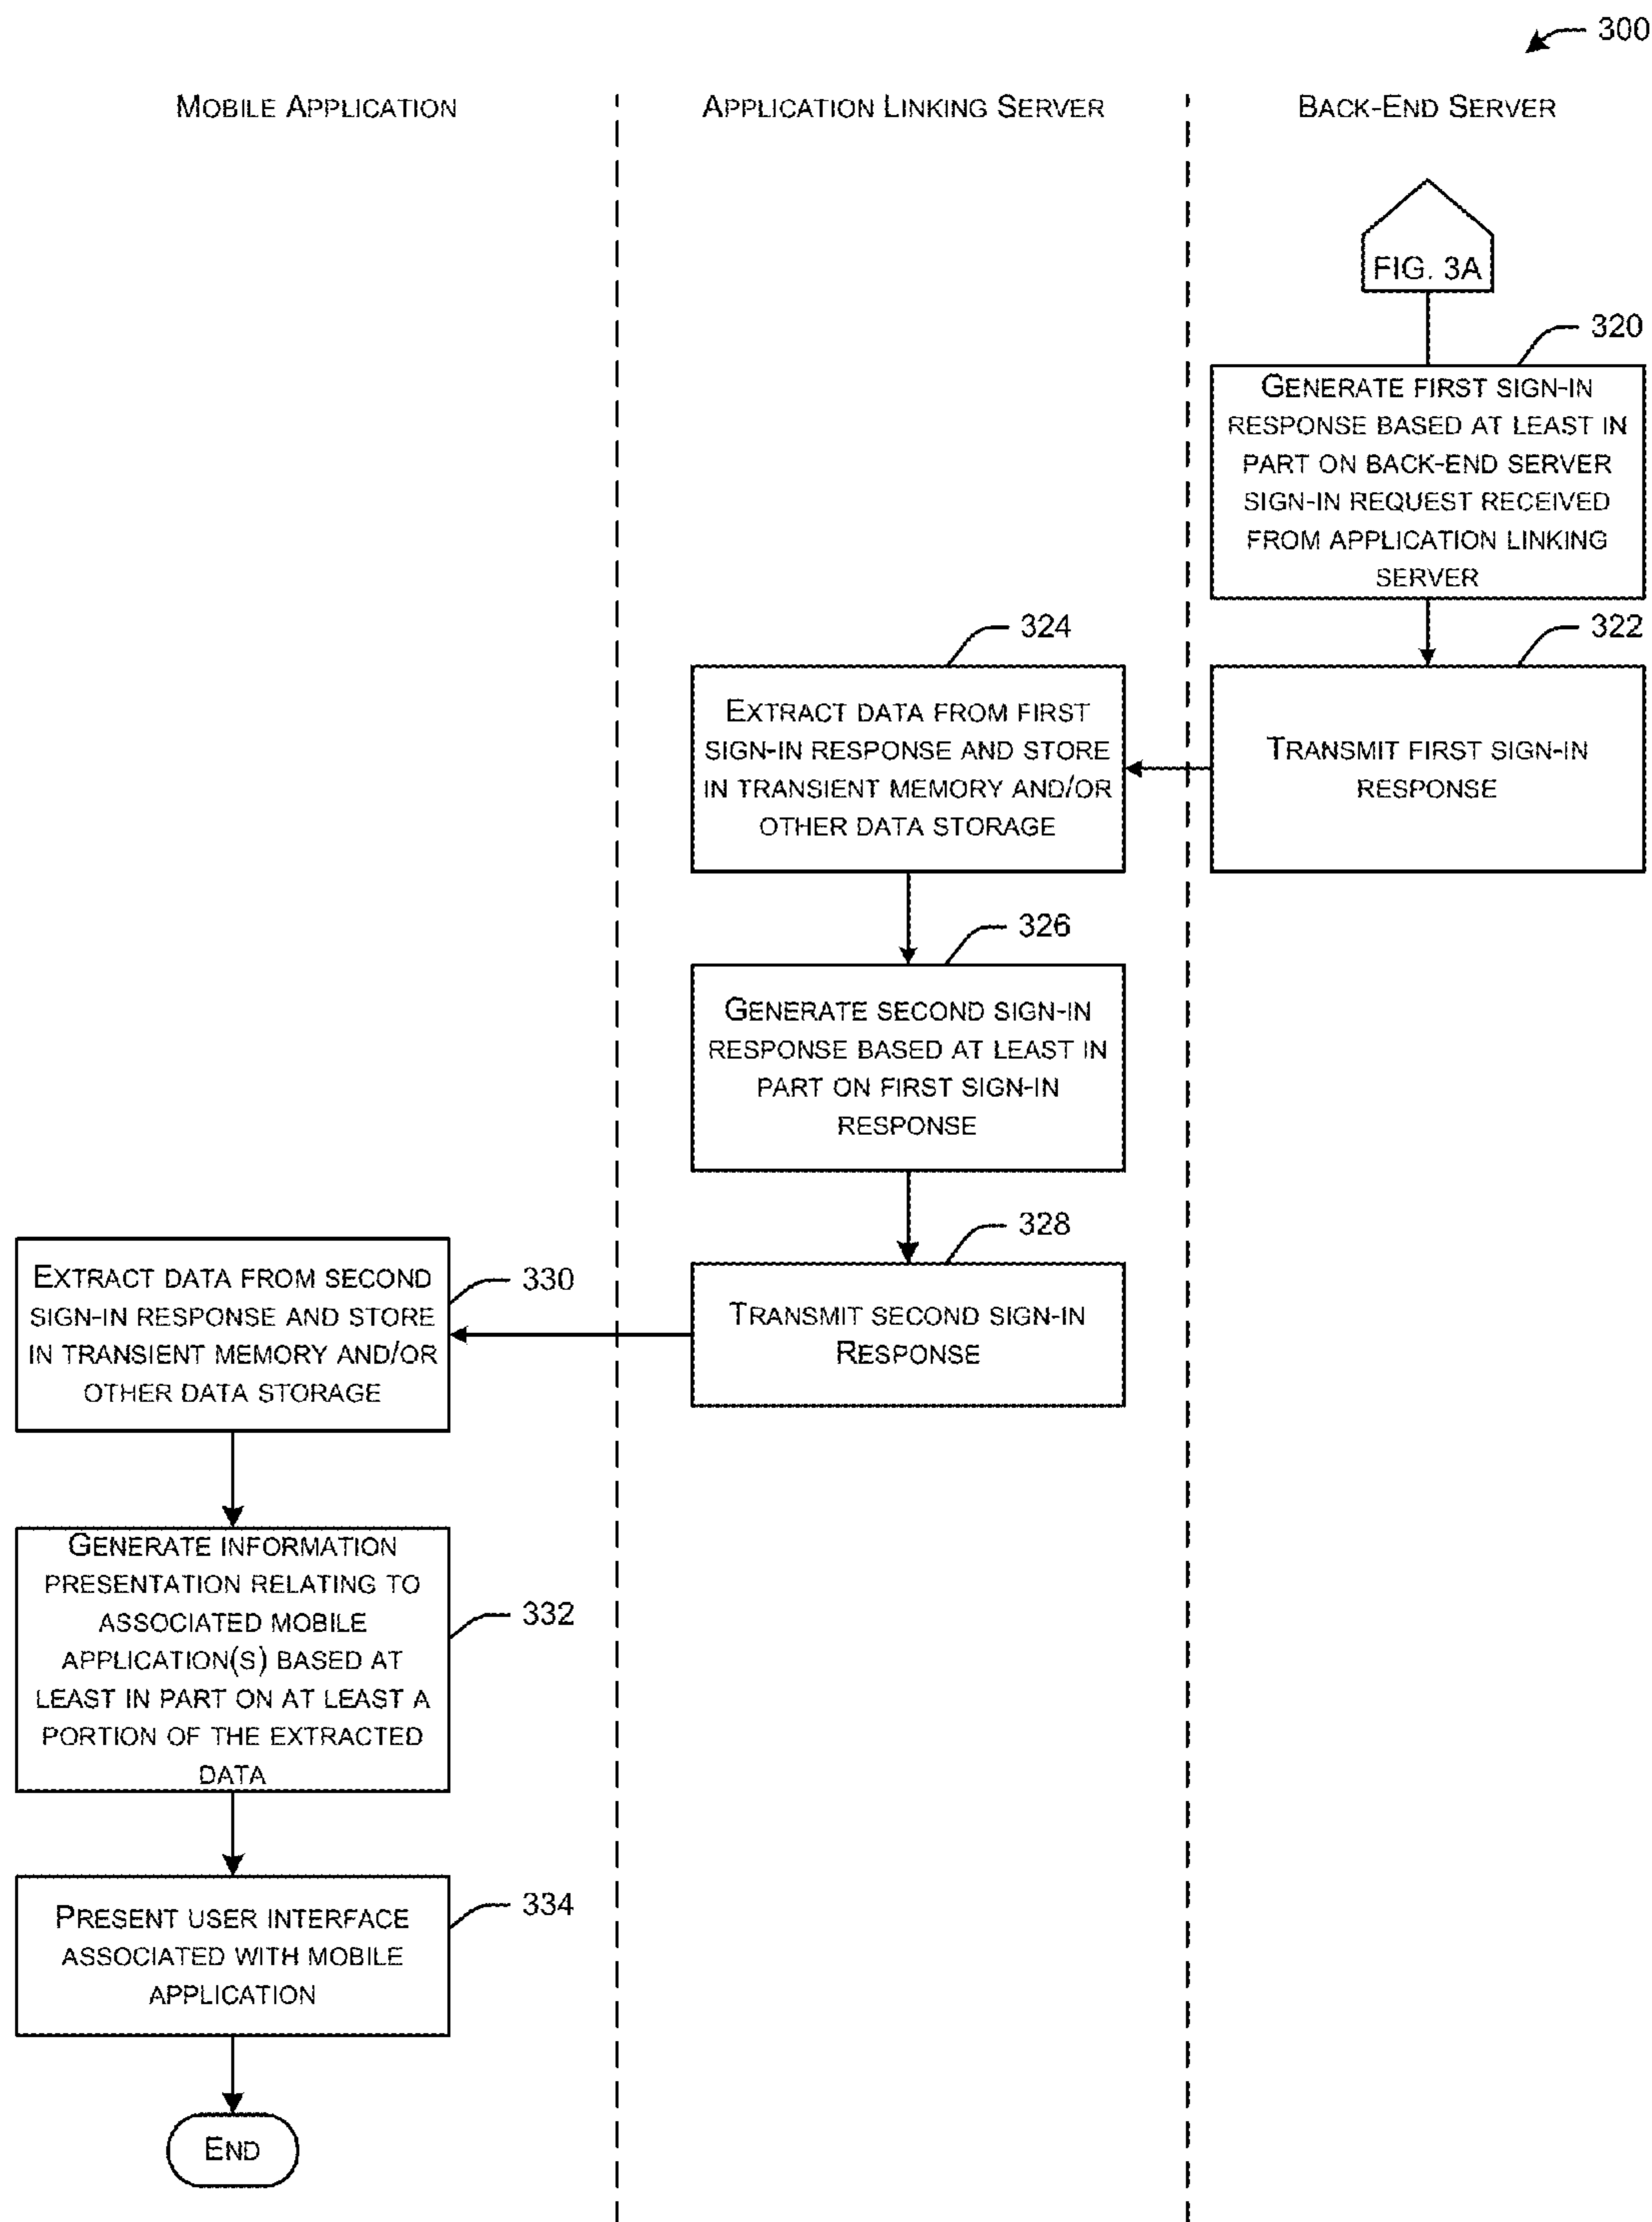 300
MOBILE APPLICATION
APPLICATION LINKING SERVER
BACK-END SERVER
FIG. 3A
320
GENERATE FIRST SIGN-IN
RESPONSE BASED AT LEAST IN
PART ON BACK-END SERVER
SIGN-IN REQUEST RECEIVED
FROM APPLICATION LINKING
SERVER
322
TRANSMIT FIRST SIGN-IN
RESPONSE
324
EXTRACT DATA FROM FIRST
SIGN-IN RESPONSE AND STORE
IN TRANSIENT MEMORY AND/OR
OTHER DATA STORAGE
326
GENERATE SECOND SIGN-IN
RESPONSE BASED AT LEAST IN
PART ON FIRST SIGN-IN
RESPONSE
328
TRANSMIT SECOND SIGN-IN
RESPONSE
330
EXTRACT DATA FROM SECOND
SIGN-IN RESPONSE AND STORE
IN TRANSIENT MEMORY AND/OR
OTHER DATA STORAGE
332
GENERATE INFORMATION
PRESENTATION RELATING TO
ASSOCIATED MOBILE
APPLICATION(S) BASED AT
LEAST IN PART ON AT LEAST A
PORTION OF THE EXTRACTED
DATA
334
PRESENT USER INTERFACE
ASSOCIATED WITH MOBILE
APPLICATION
END